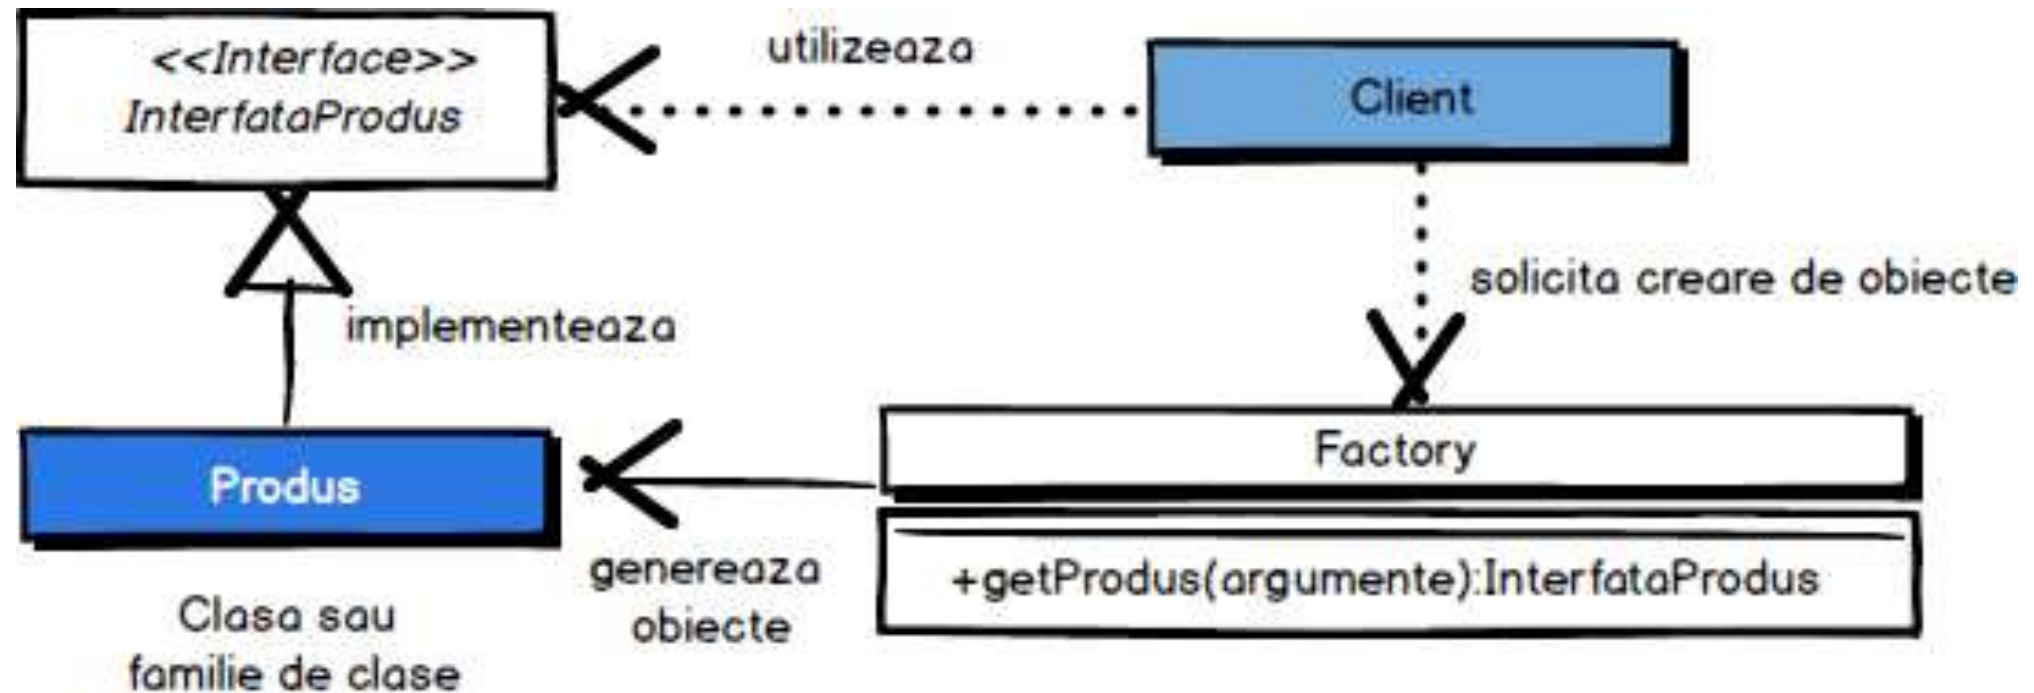 <<Interface>>
InterfataProdus
utilizeaza
Client
solicita creare de obiecte
implementeaza
Factory
Produs
+getProdus(argumente):InterfataProdus
genereaza
obiecte
Clasa sau
familie de clase